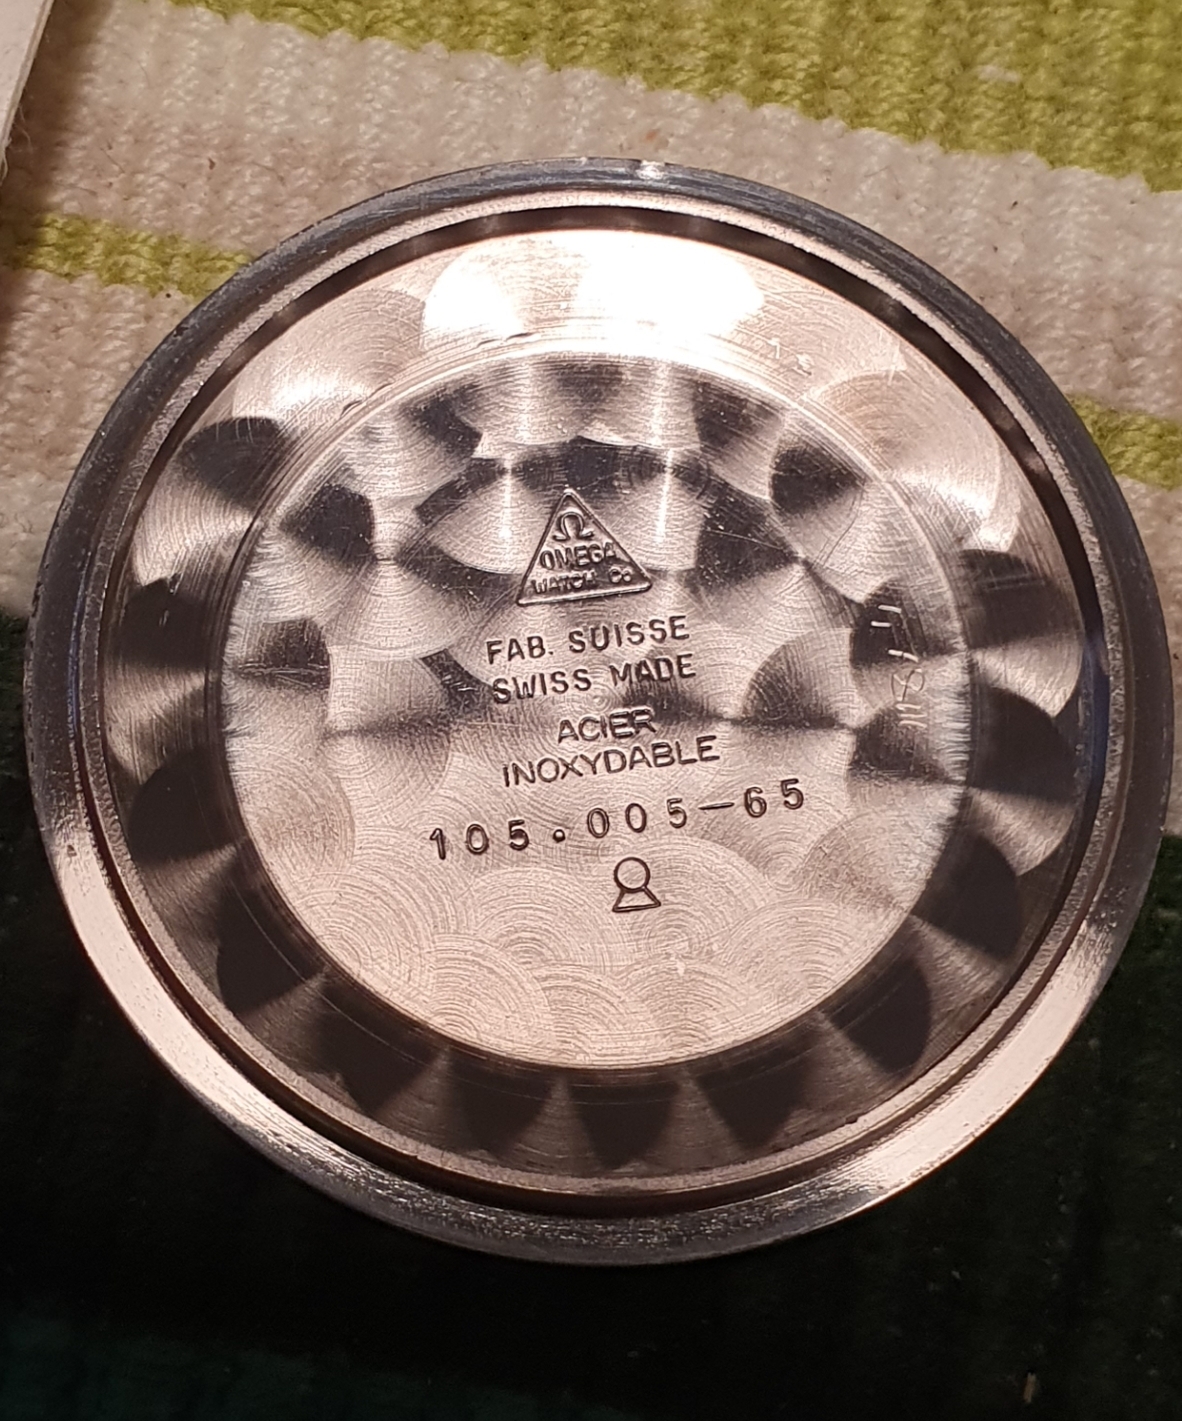 Ω
OMEGA
WATCH Co
FAB. SUISSE
SWISS MADE
ACIER
INOXYDABLE
105.005-65